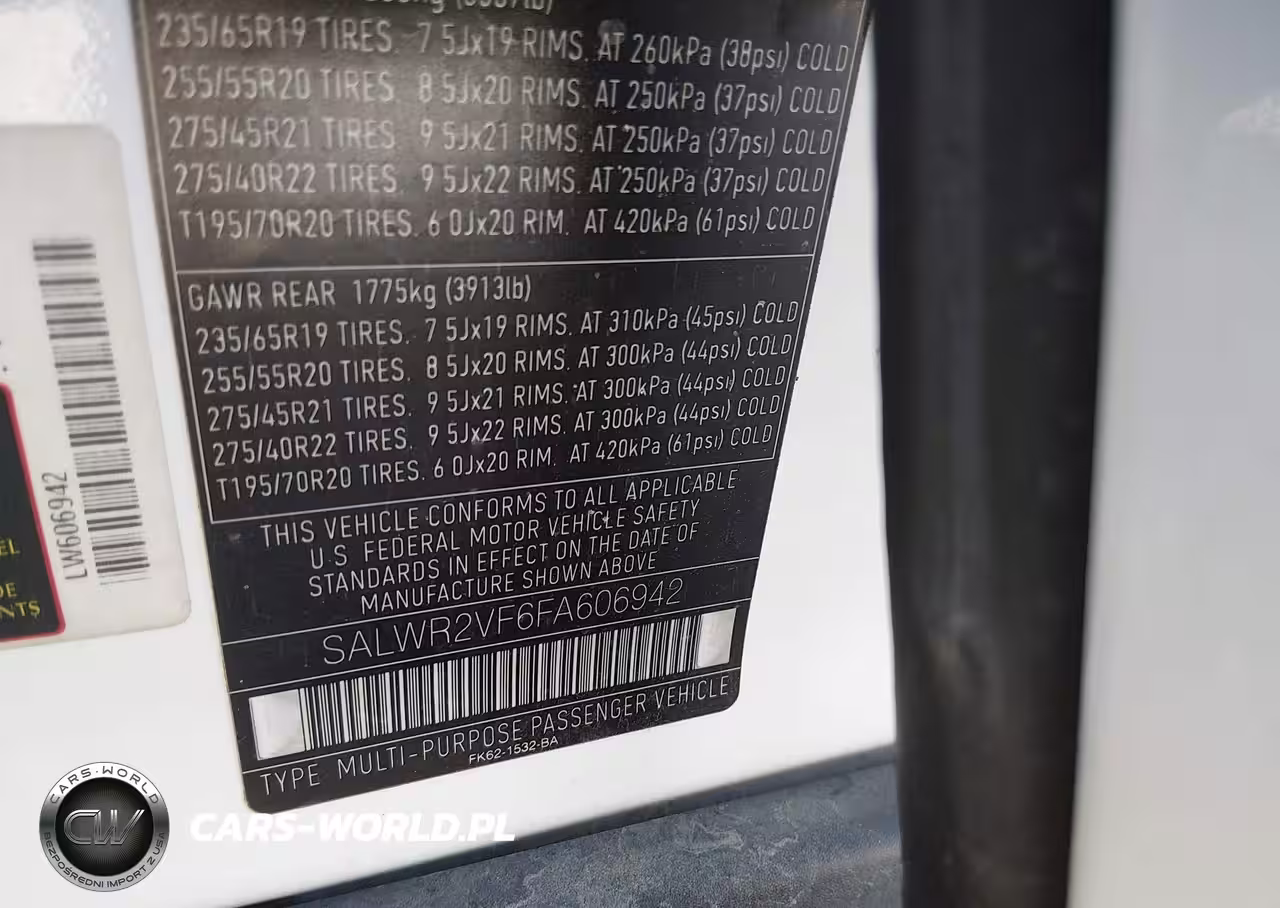 235/65R19 TIRES. 7 5Jx19 RIMS. AT 260kPa (38psi) COLD
255/55R20 TIRES. 8 5Jx20 RIMS. AT 250kPa (37psi) COLD
275/45R21 TIRES. 9 5Jx21 RIMS. AT 250kPa (37psi) COLD
275/40R22 TIRES. 9 5Jx22 RIMS. AT 250kPa (37psi) COLD
T195/70R20 TIRES. 6 0Jx20 RIM. AT 420kPa (61psi) COLD
GAWR REAR 1775kg (3913lb)
235/65R19 TIRES. 7 5Jx19 RIMS. AT 310kPa (45psi) COLD
255/55R20 TIRES. 8 5Jx20 RIMS. AT 300kPa (44psi) COLD
275/45R21 TIRES. 9 5Jx21 RIMS. AT 300kPa (44psi) COLD
275/40R22 TIRES. 9 5Jx22 RIMS. AT 300kPa (44psi) COLD
T195/70R20 TIRES. 6 0Jx20 RIM. AT 420kPa (61psi) COLD
THIS VEHICLE CONFORMS TO ALL APPLICABLE
U.S. FEDERAL MOTOR VEHICLE SAFETY
STANDARDS IN EFFECT ON THE DATE OF
MANUFACTURE SHOWN ABOVE
SALWR2VF6FA606942
TYPE MULTI-PURPOSE PASSENGER VEHICLE
FK62-1532-BA
LW606942
CARS-WORLD
CW
BEZPOŚREDNI IMPORT Z USA
CARS-WORLD.PL